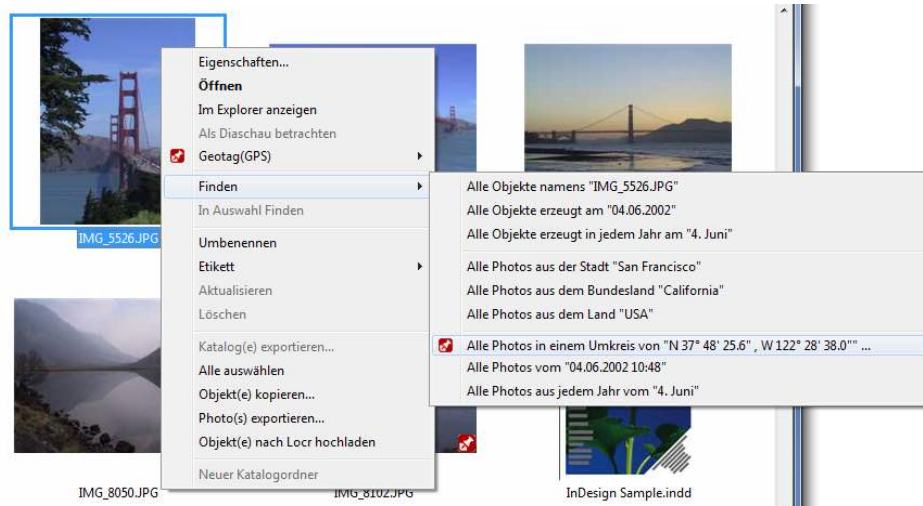 Eigenschaften...
Öffnen
Im Explorer anzeigen
Als Diaschau betrachten
Geotag(GPS)
Finden
In Auswahl Finden
Umbenennen
Etikett
Aktualisieren
Löschen
Katalog(e) exportieren...
Alle auswählen
Objekt(e) kopieren...
Photo(s) exportieren...
Objekt(e) nach Locr hochladen
Neuer Katalogordner
Alle Objekte namens "IMG_5526.JPG"
Alle Objekte erzeugt am "04.06.2002"
Alle Objekte erzeugt in jedem Jahr am "4. Juni"
Alle Photos aus der Stadt "San Francisco"
Alle Photos aus dem Bundesland "California"
Alle Photos aus dem Land "USA"
Alle Photos in einem Umkreis von "N 37° 48' 25.6" , W 122° 28' 38.0"" ...
Alle Photos vom "04.06.2002 10:48"
Alle Photos aus jedem Jahr vom "4. Juni"
IMG_5526.JPG
IMG_8050.JPG
IMG_8102.JPG
InDesign Sample.indd